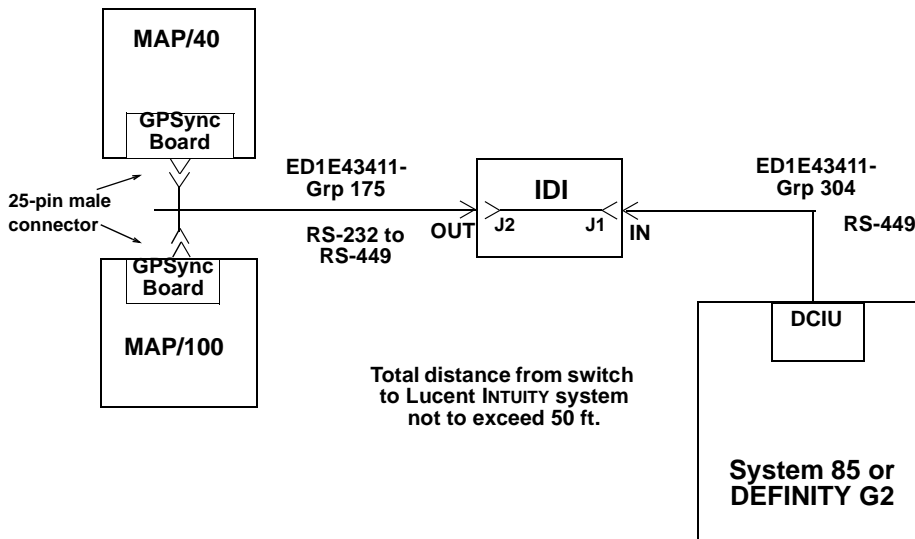 MAP/40
GPSync
Board
25-pin male
connector
GPSync
Board
MAP/100
ED1E43411-
Grp 175
RS-232 to
RS-449
OUT
IDI
J2
J1
IN
ED1E43411-
Grp 304
RS-449
DCIU
System 85 or
DEFINITY G2
Total distance from switch
to Lucent INTUITY system
not to exceed 50 ft.